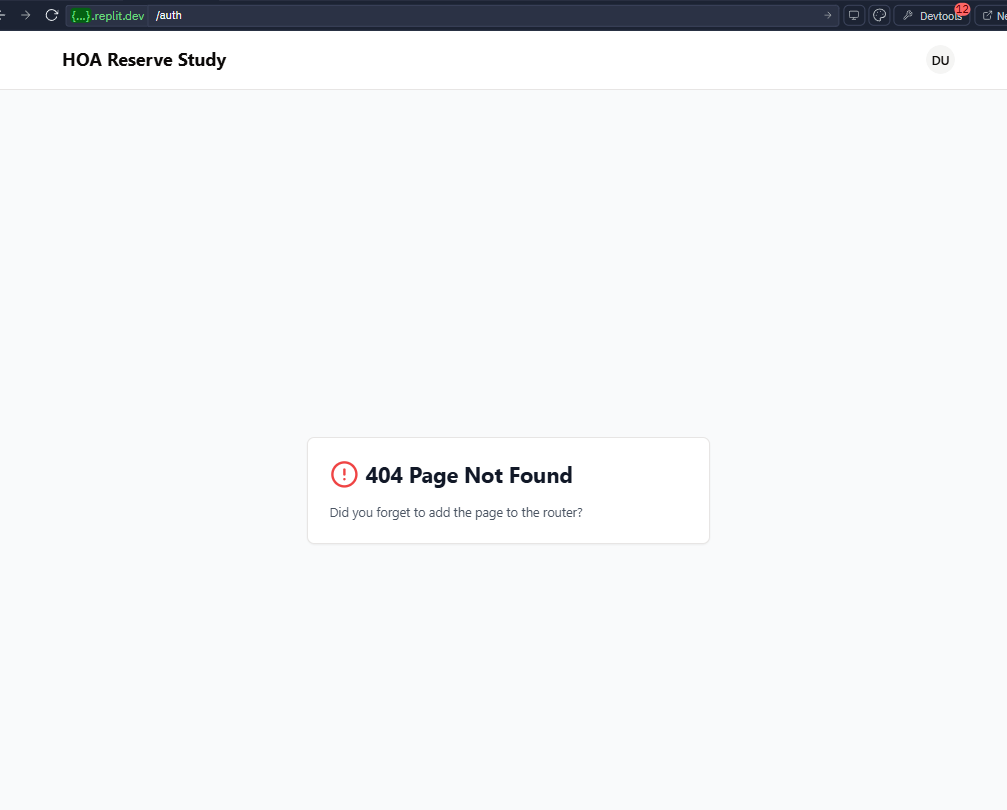 {...}.replit.dev /auth
Devtools
12
HOA Reserve Study
DU
404 Page Not Found
Did you forget to add the page to the router?